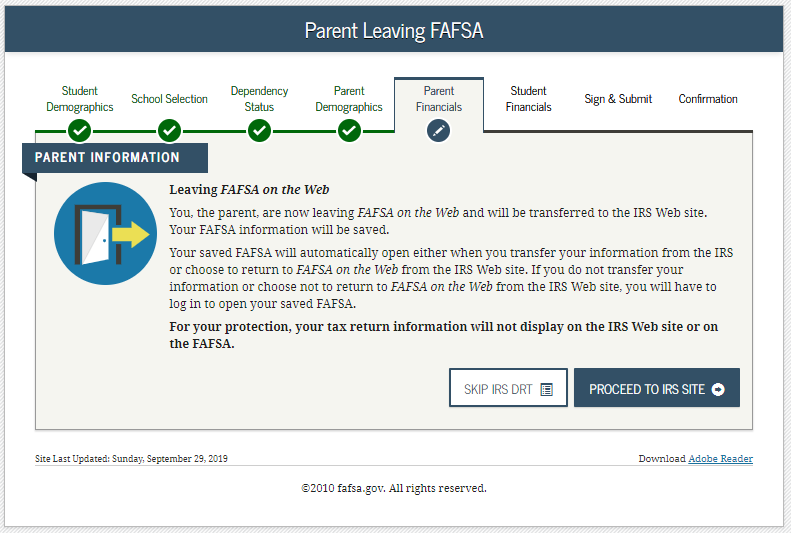 Parent Leaving FAFSA
Student
Demographics
School Selection
Dependency
Status
Parent
Demographics
Parent
Financials
Student
Financials
Sign & Submit
Confirmation
PARENT INFORMATION
Leaving FAFSA on the Web
You, the parent, are now leaving FAFSA on the Web and will be transferred to the IRS Web site.
Your FAFSA information will be saved.
Your saved FAFSA will automatically open either when you transfer your information from the IRS
or choose to return to FAFSA on the Web from the IRS Web site. If you do not transfer your
information or choose not to return to FAFSA on the Web from the IRS Web site, you will have to
log in to open your saved FAFSA.
For your protection, your tax return information will not display on the IRS Web site or on
the FAFSA.
SKIP IRS DRT
PROCEED TO IRS SITE
Site Last Updated: Sunday, September 29, 2019
Download Adobe Reader
©2010 fafsa.gov. All rights reserved.